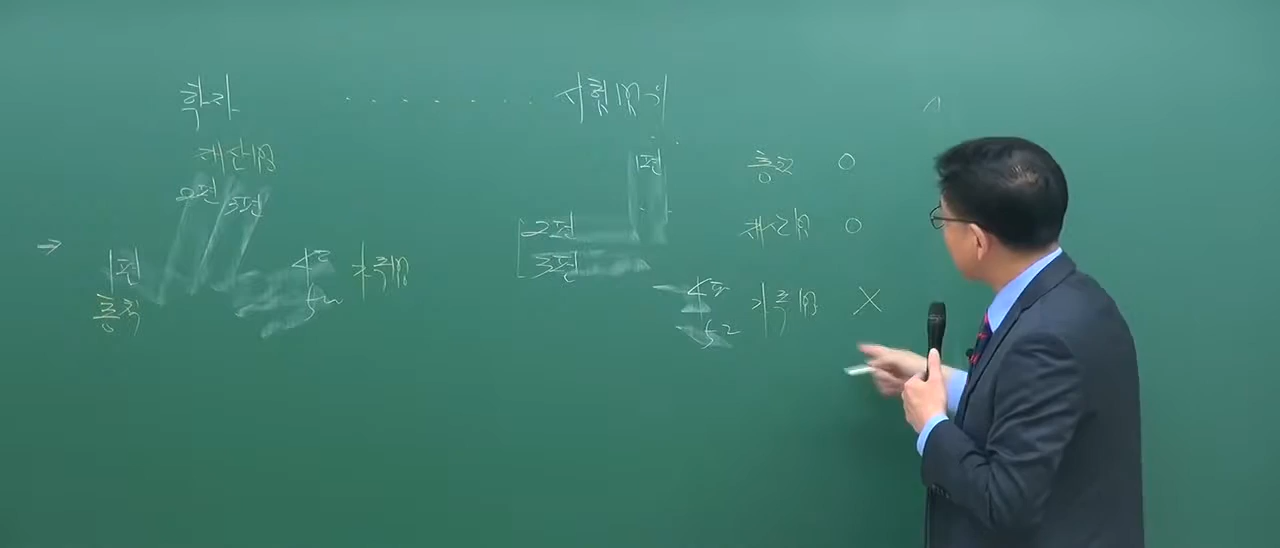 학자 . . . . . . . 시험범위
재산법
2편 3편
→ 1편
총칙
4편 가족법
5편
1편
2편
3편
4편 가족법 X
5편
총칙 O
재산법 O